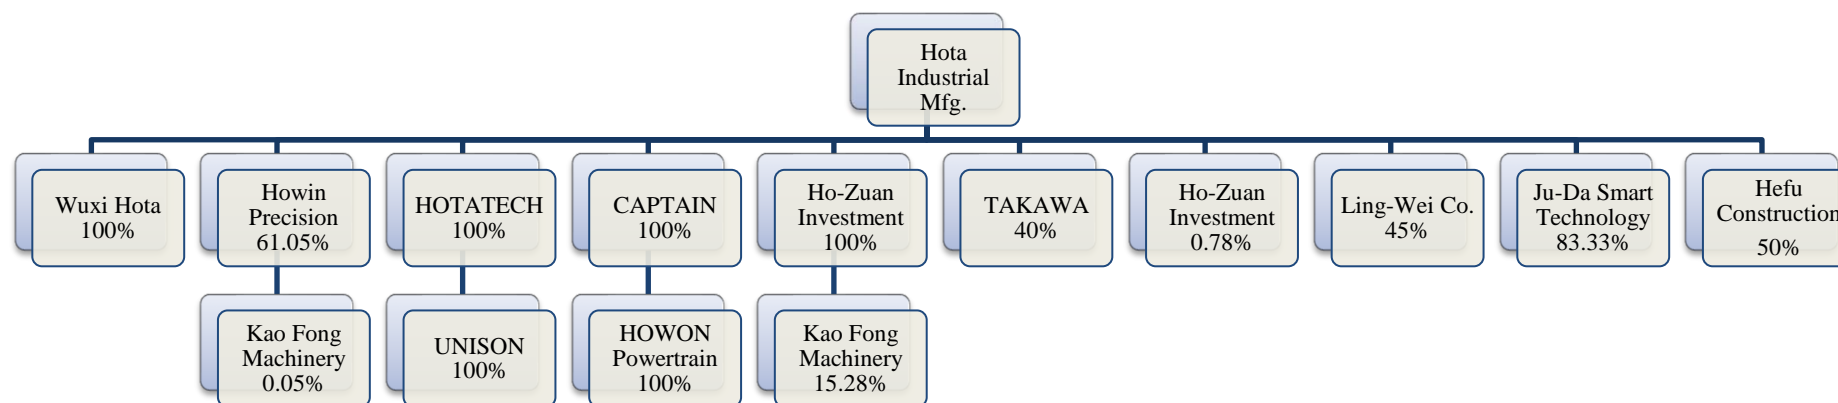 Hota
Industrial
Mfg.
Wuxi Hota
100%
Howin
Precision
61.05%
HOTATECH
100%
CAPTAIN
100%
Ho-Zuan
Investment
100%
TAKAWA
40%
Ho-Zuan
Investment
0.78%
Ling-Wei Co.
45%
Ju-Da Smart
Technology
83.33%
Hefu
Construction
50%
Kao Fong
Machinery
0.05%
UNISON
100%
HOWON
Powertrain
100%
Kao Fong
Machinery
15.28%